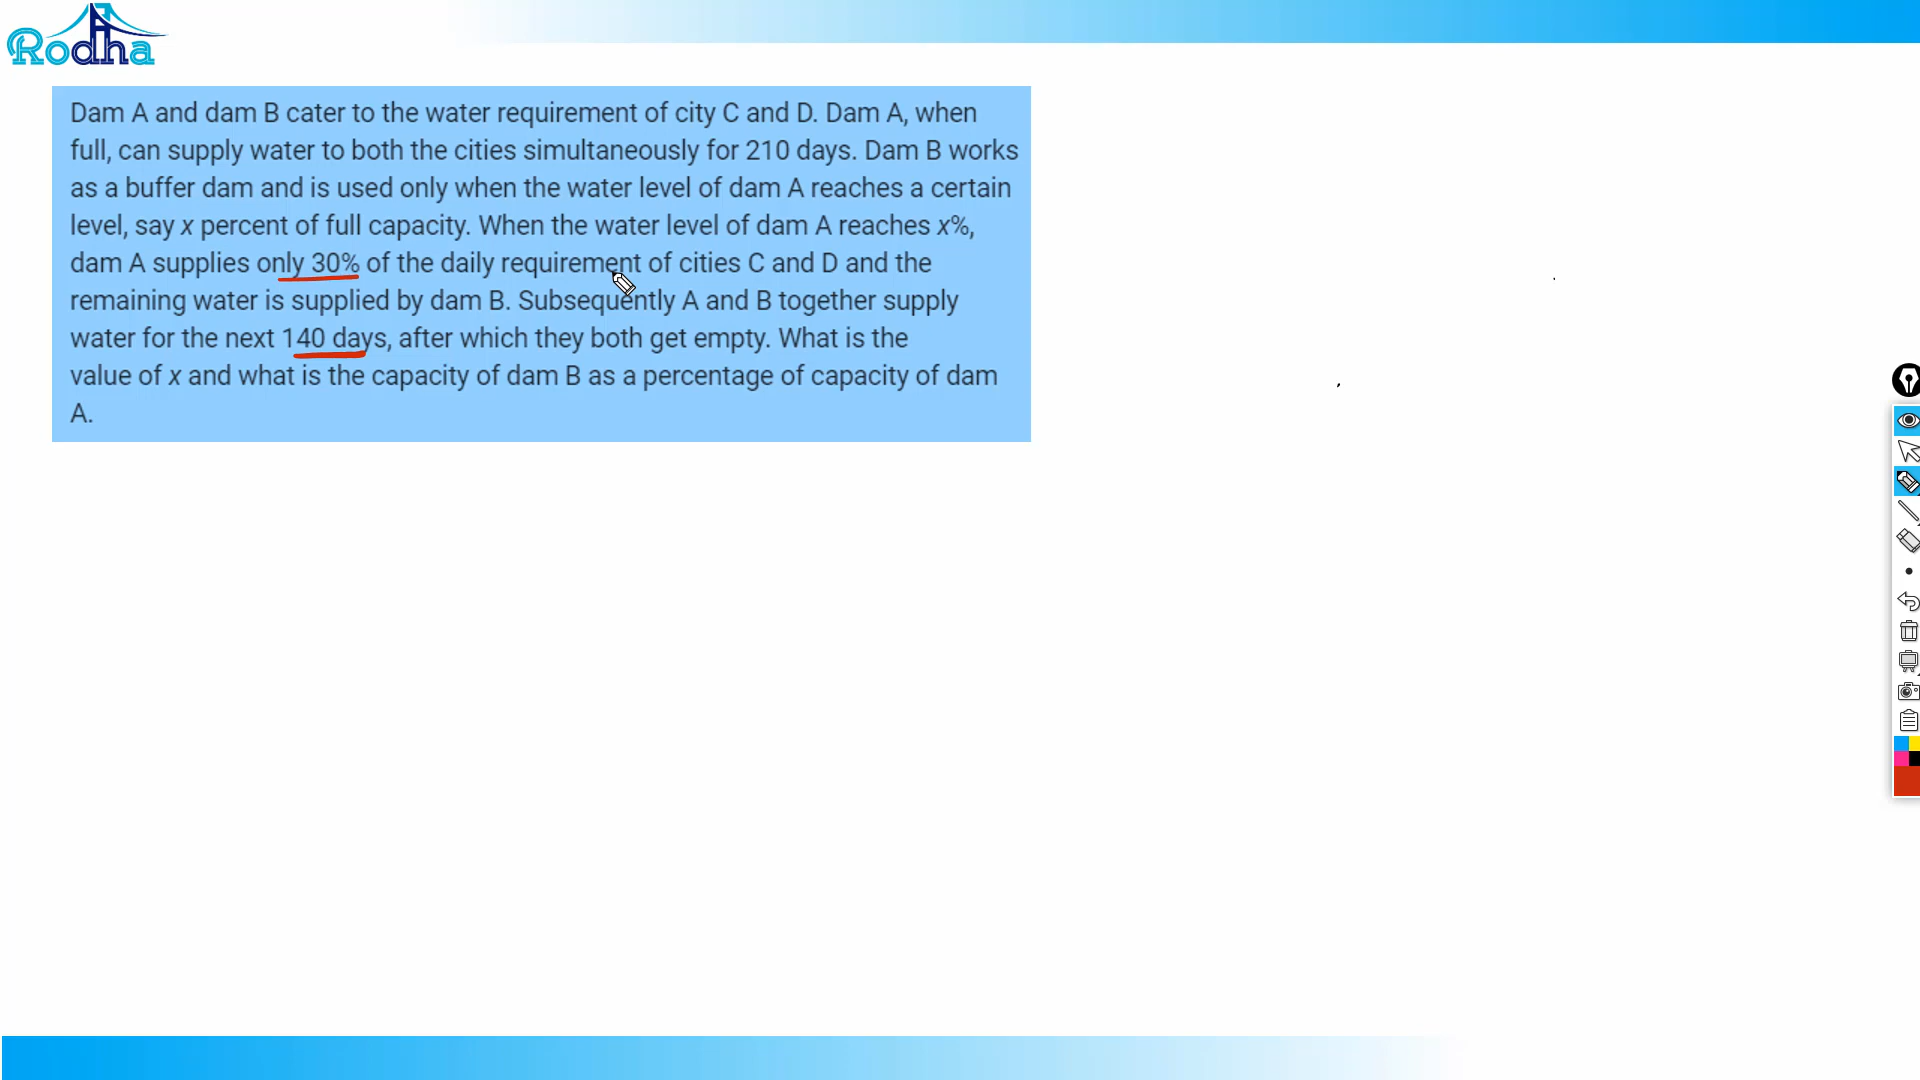 Rodha
Dam A and dam B cater to the water requirement of city C and D. Dam A, when
full, can supply water to both the cities simultaneously for 210 days. Dam B works
as a buffer dam and is used only when the water level of dam A reaches a certain
level, say x percent of full capacity. When the water level of dam A reaches x%,
dam A supplies only 30% of the daily requirement of cities C and D and the
remaining water is supplied by dam B. Subsequently A and B together supply
water for the next 140 days, after which they both get empty. What is the
value of x and what is the capacity of dam B as a percentage of capacity of dam
A.